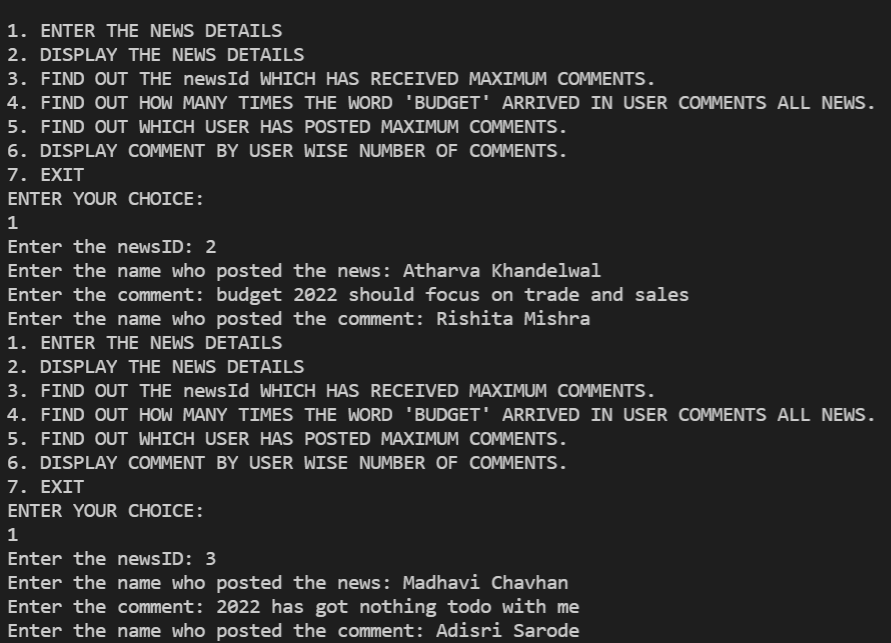 1. ENTER THE NEWS DETAILS
2. DISPLAY THE NEWS DETAILS
3. FIND OUT THE newsId WHICH HAS RECEIVED MAXIMUM COMMENTS.
4. FIND OUT HOW MANY TIMES THE WORD 'BUDGET' ARRIVED IN USER COMMENTS ALL NEWS.
5. FIND OUT WHICH USER HAS POSTED MAXIMUM COMMENTS.
6. DISPLAY COMMENT BY USER WISE NUMBER OF COMMENTS.
7. EXIT
ENTER YOUR CHOICE:
1
Enter the newsID: 2
Enter the name who posted the news: Atharva Khandelwal
Enter the comment: budget 2022 should focus on trade and sales
Enter the name who posted the comment: Rishita Mishra
1. ENTER THE NEWS DETAILS
2. DISPLAY THE NEWS DETAILS
3. FIND OUT THE newsId WHICH HAS RECEIVED MAXIMUM COMMENTS.
4. FIND OUT HOW MANY TIMES THE WORD 'BUDGET' ARRIVED IN USER COMMENTS ALL NEWS.
5. FIND OUT WHICH USER HAS POSTED MAXIMUM COMMENTS.
6. DISPLAY COMMENT BY USER WISE NUMBER OF COMMENTS.
7. EXIT
ENTER YOUR CHOICE:
1
Enter the newsID: 3
Enter the name who posted the news: Madhavi Chavhan
Enter the comment: 2022 has got nothing todo with me
Enter the name who posted the comment: Adisri Sarode